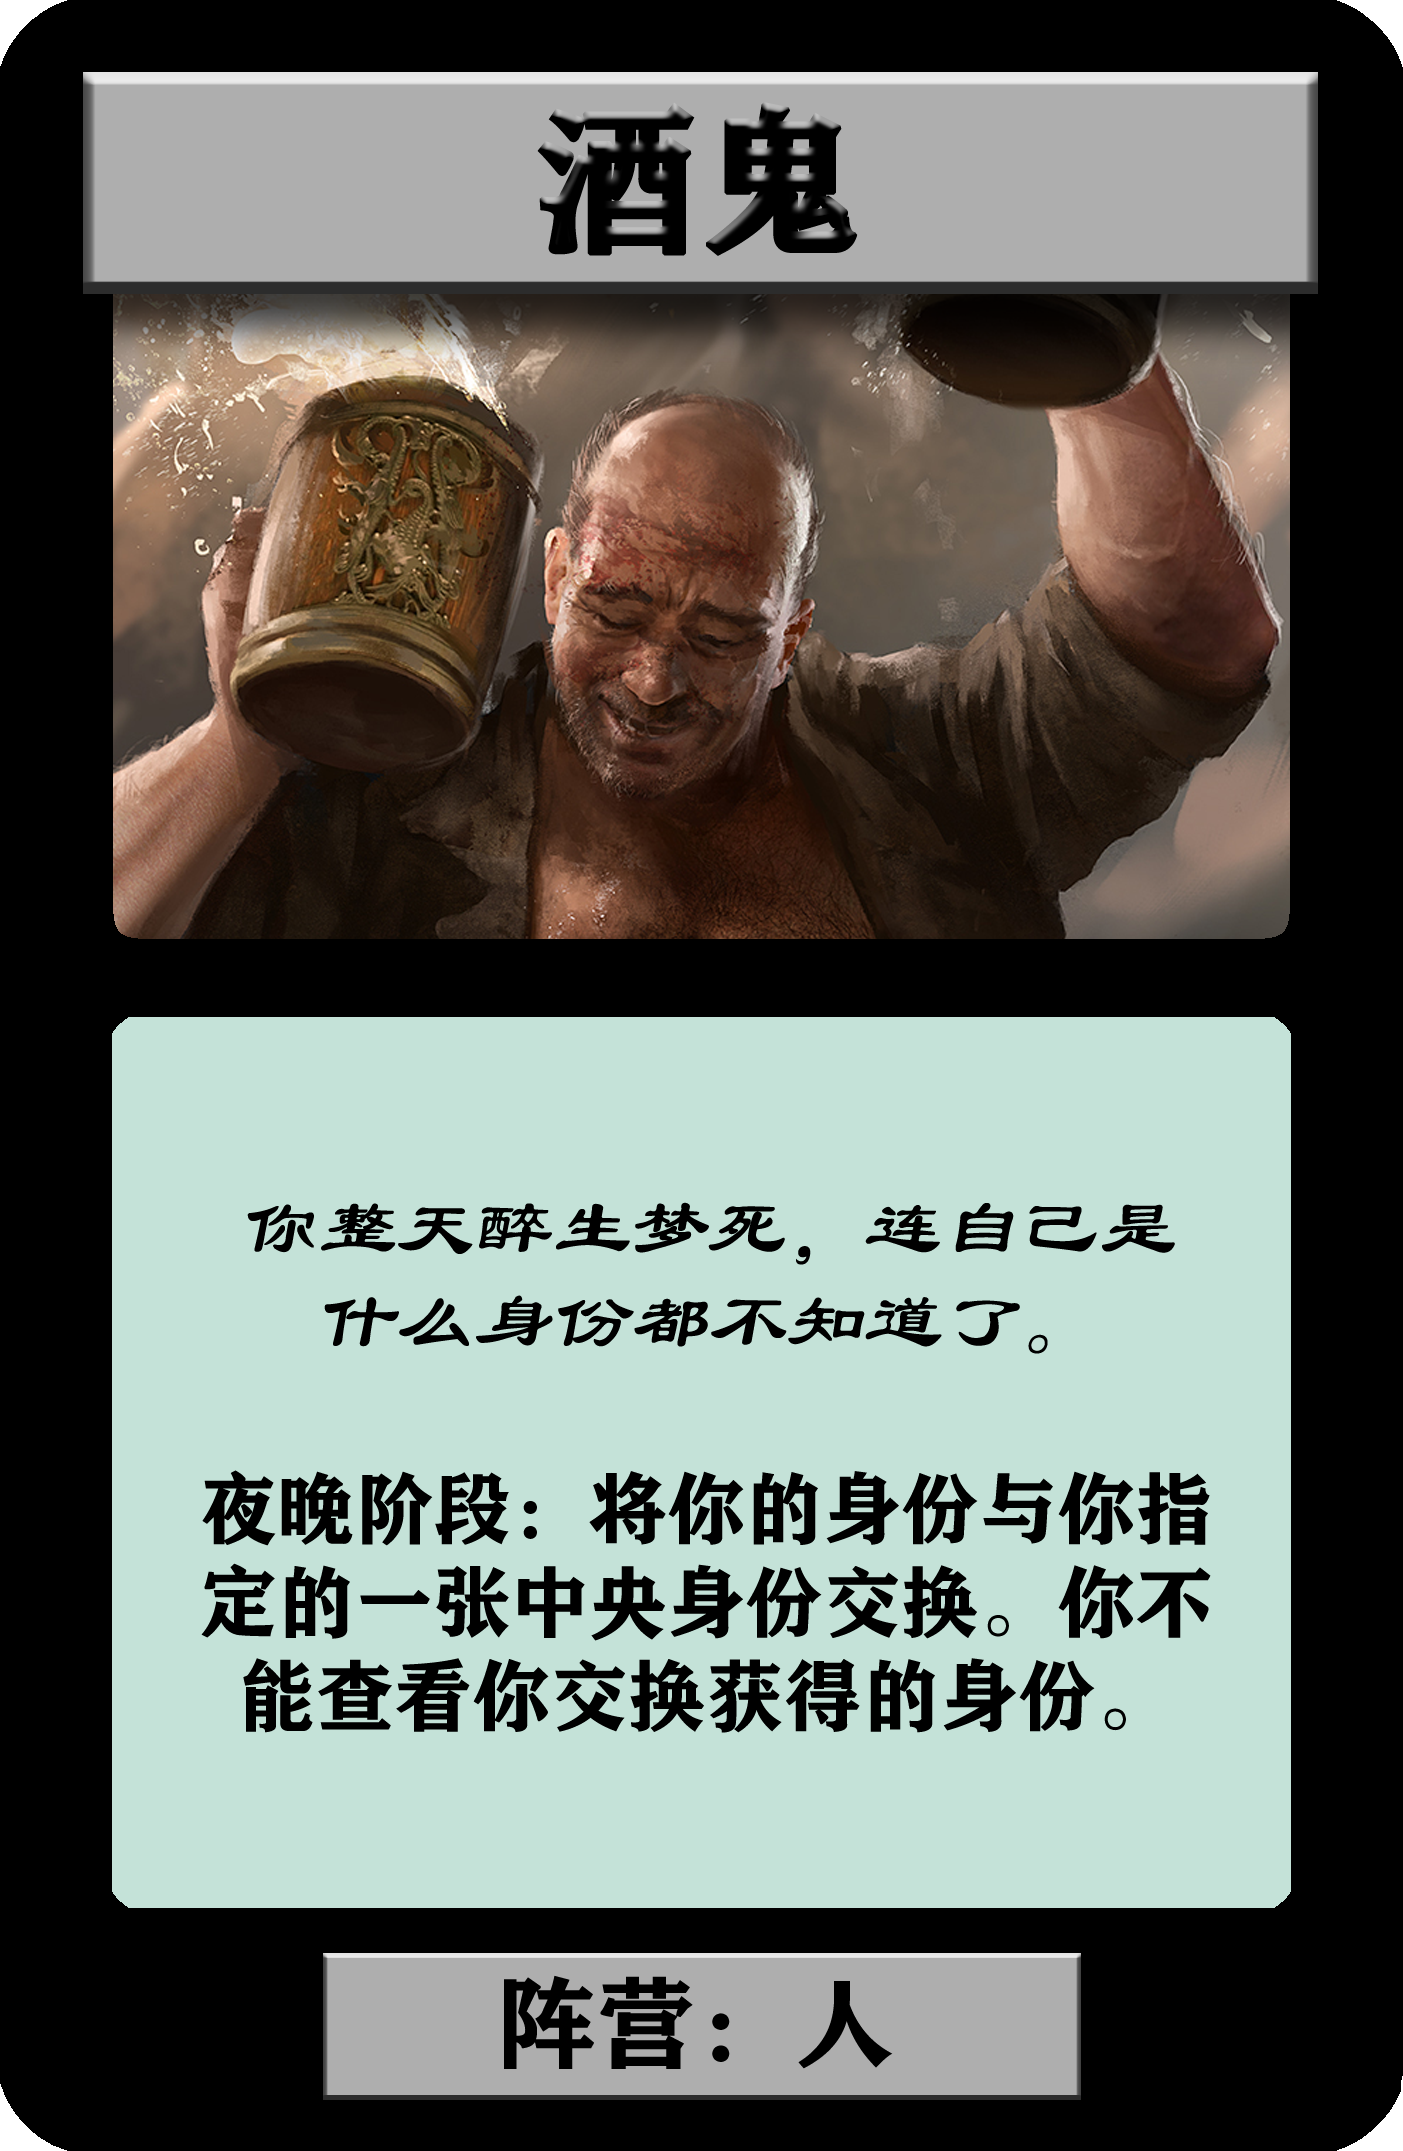 酒鬼
你整天醉生梦死，连自己是
什么身份都不知道了。
夜晚阶段：将你的身份与你指
定的一张中央身份交换。你不
能查看你交换获得的身份。
阵营：人